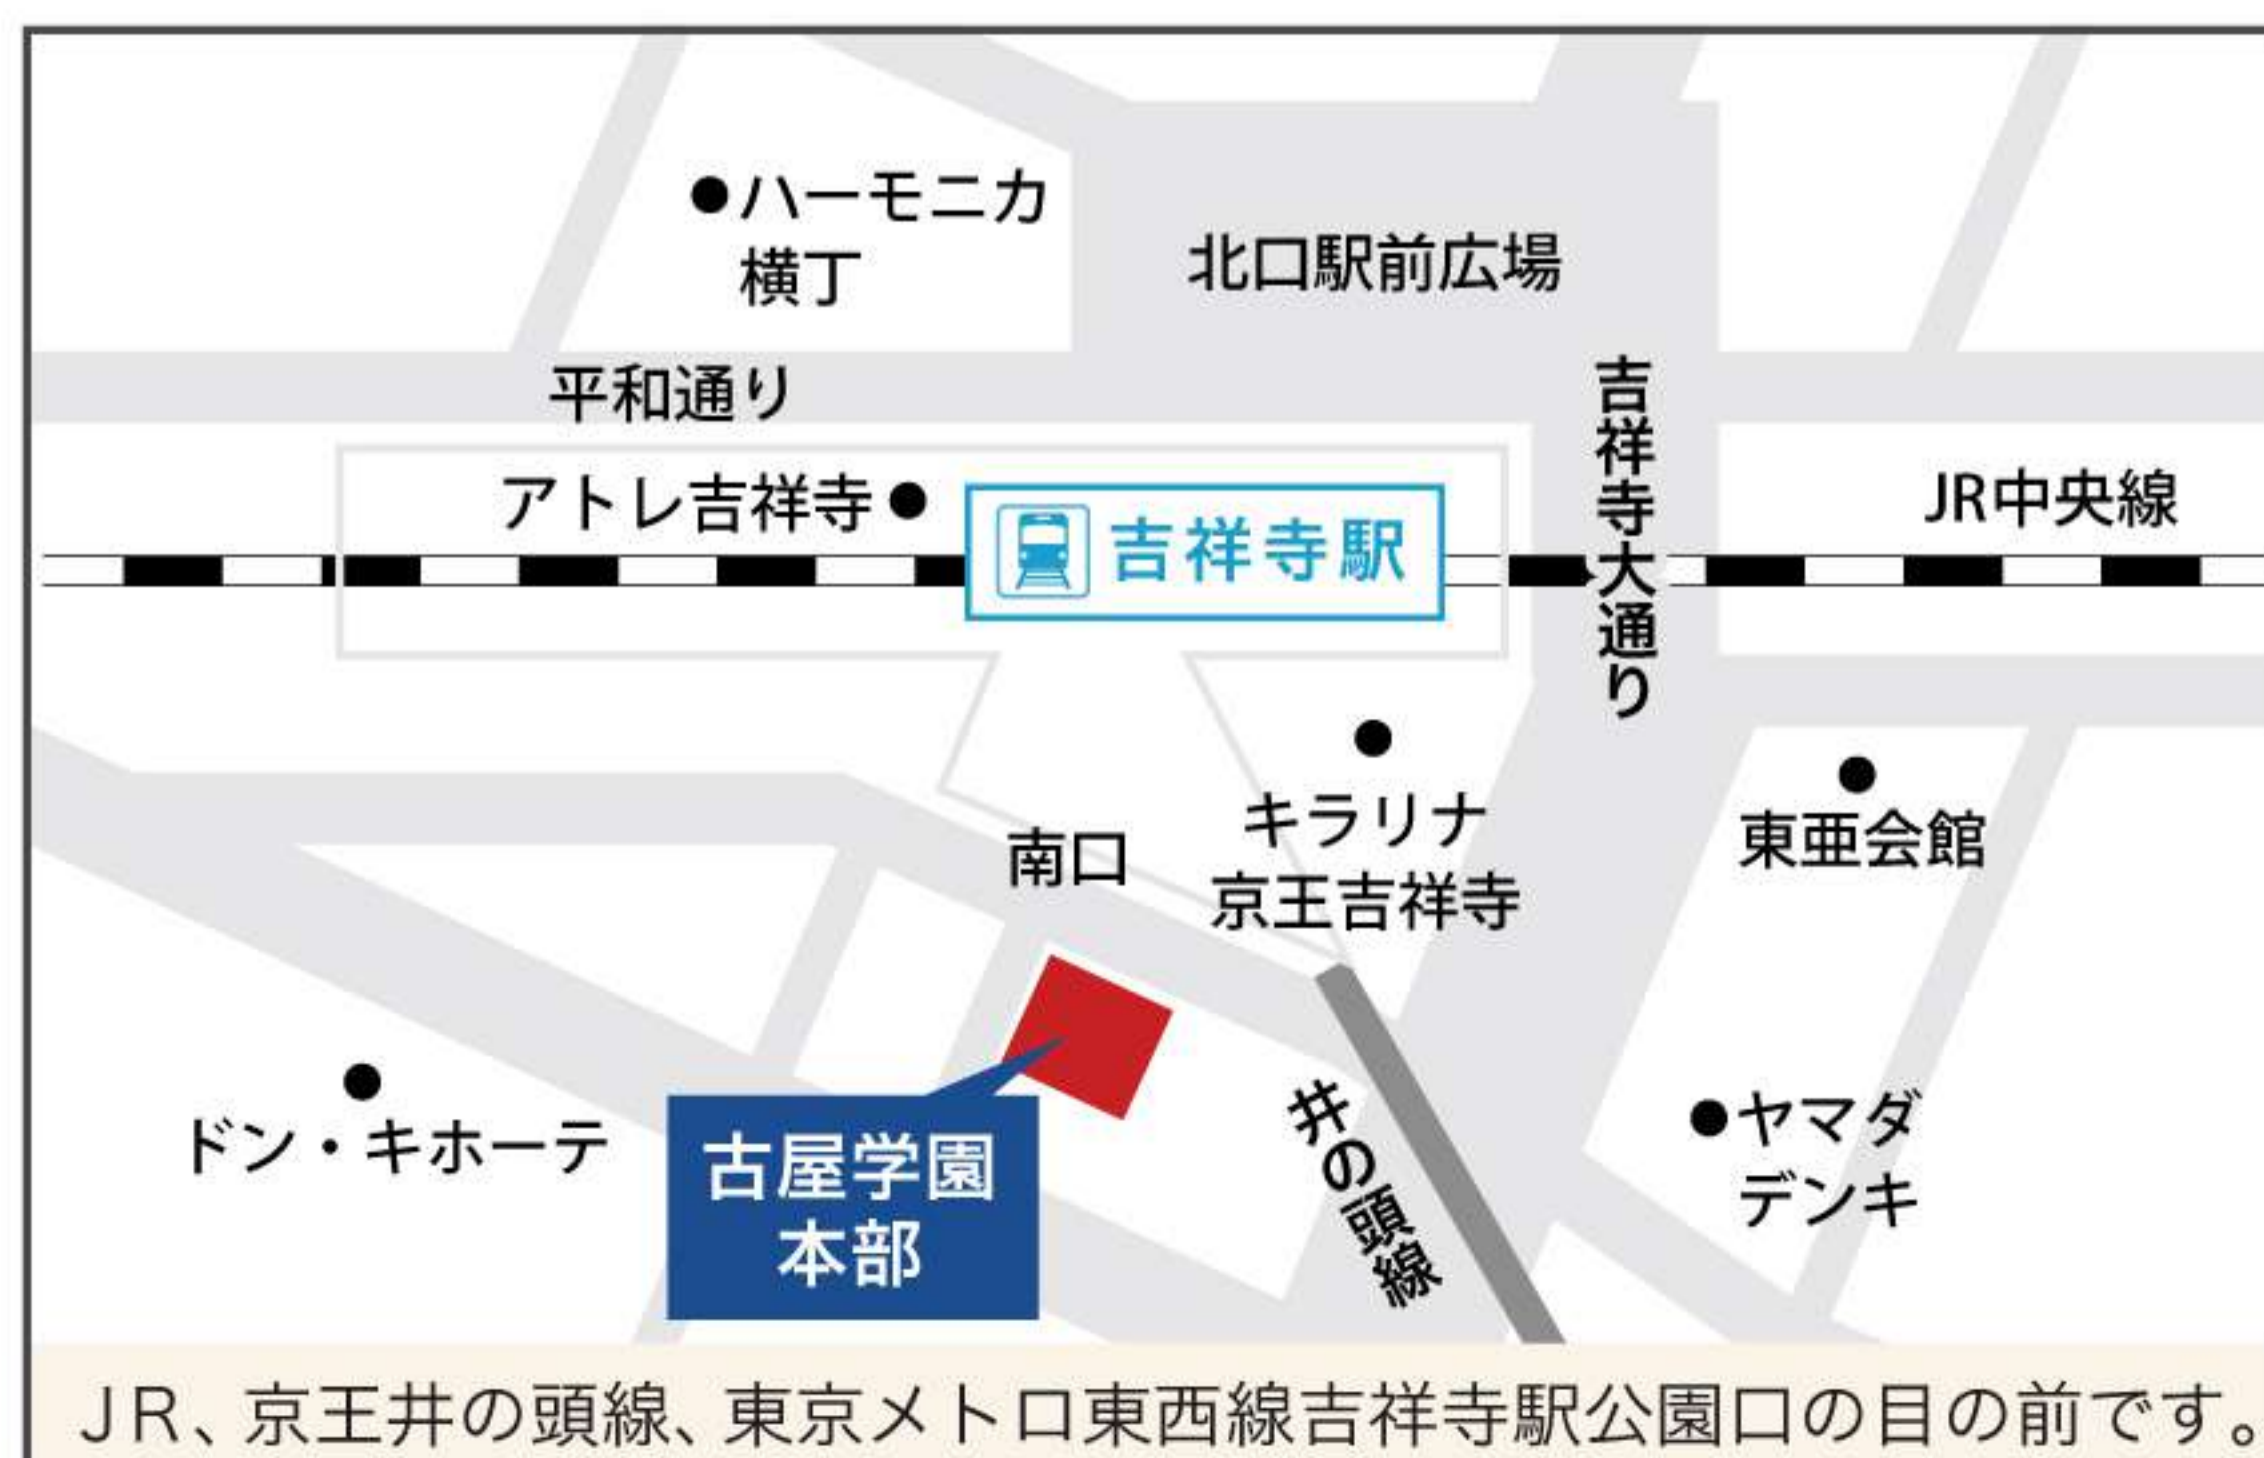 ハーモニカ
横丁
北口駅前広場
平和通り
吉祥寺大通り
アトレ吉祥寺
吉祥寺駅
JR中央線
南口
キラリナ
京王吉祥寺
東亜会館
ドン・キホーテ
古屋学園
本部
井の頭線
ヤマダ
デンキ
JR、京王井の頭線、東京メトロ東西線吉祥寺駅公園口の目の前です。